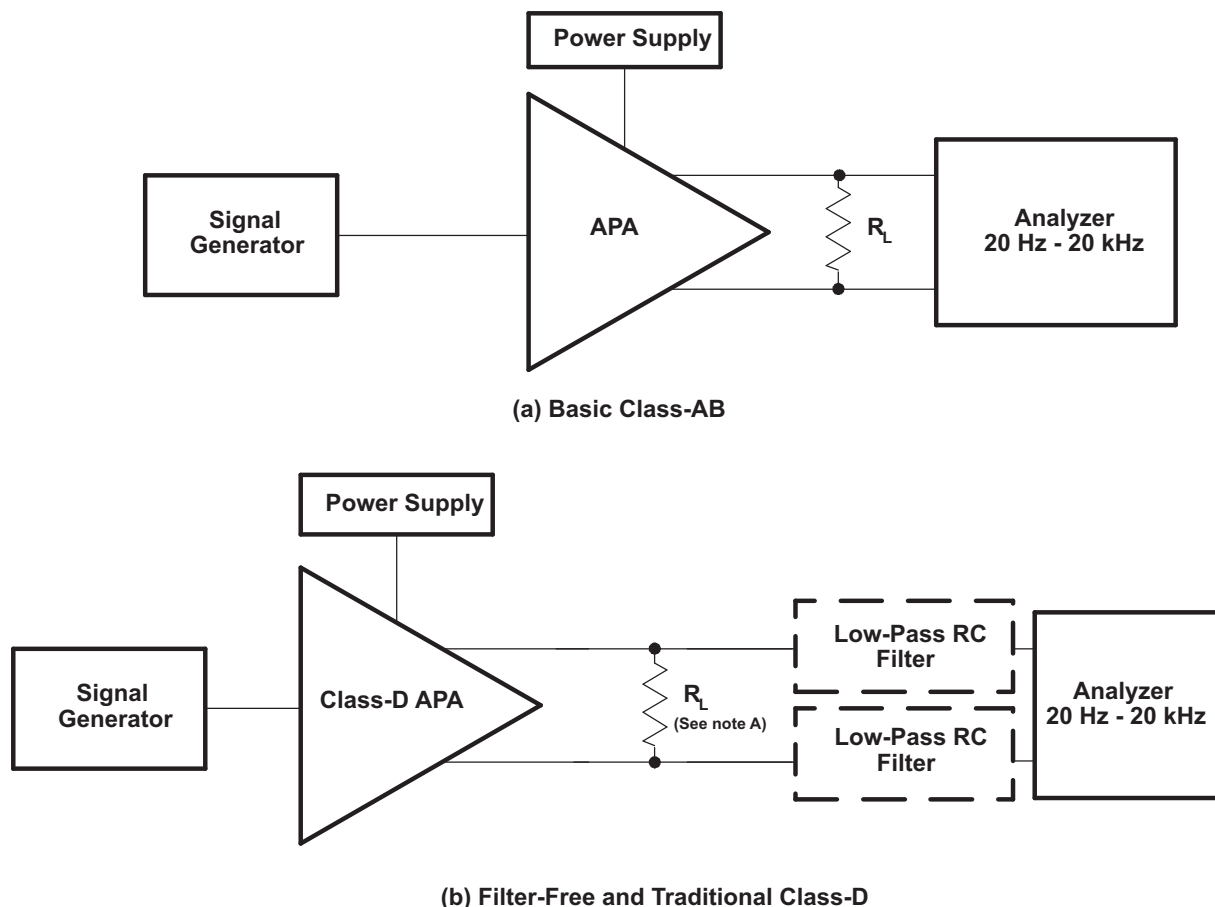 Power Supply
Signal
Generator
APA
R_L
Analyzer
20 Hz - 20 kHz
(a) Basic Class-AB
Power Supply
Signal
Generator
Class-D APA
R_L
(See note A)
Low-Pass RC
Filter
Low-Pass RC
Filter
Analyzer
20 Hz - 20 kHz
(b) Filter-Free and Traditional Class-D